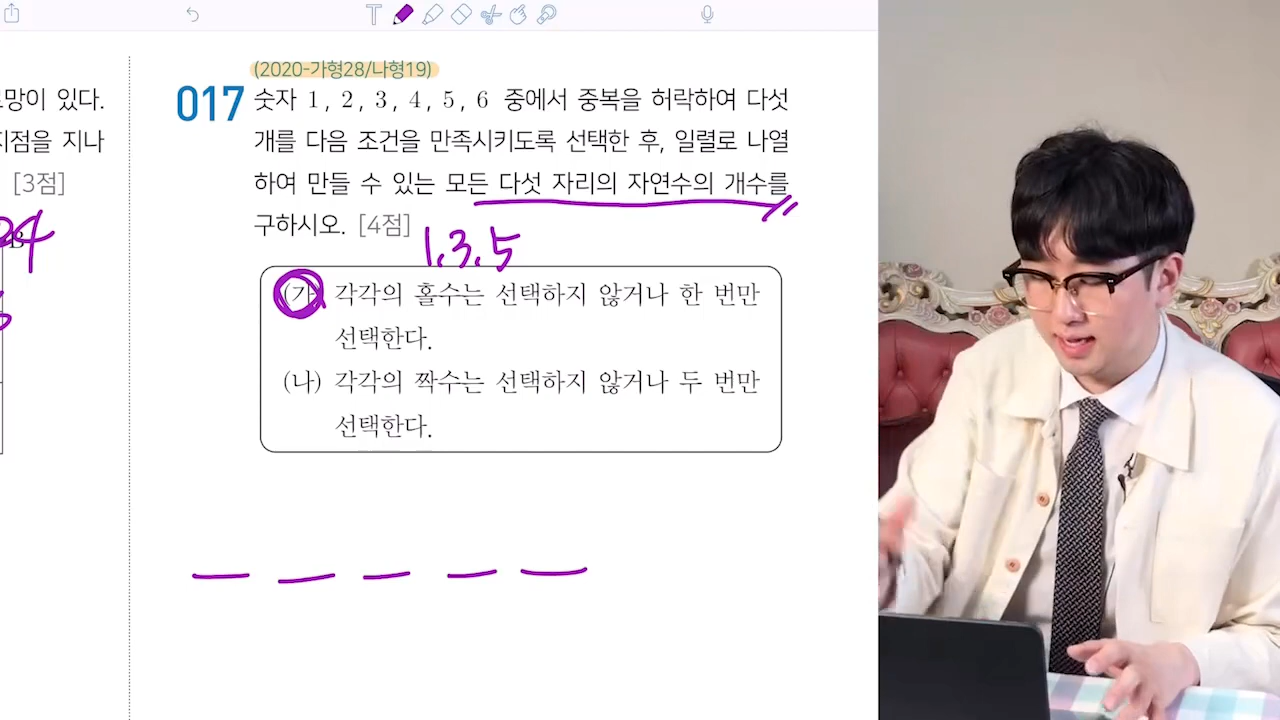 르망이 있다.
지점을 지나
[3점]
B
(2020-가형28/나형19)
017 숫자 1, 2, 3, 4, 5, 6 중에서 중복을 허락하여 다섯
개를 다음 조건을 만족시키도록 선택한 후, 일렬로 나열
하여 만들 수 있는 모든 다섯 자리의 자연수의 개수를
구하시오. [4점]
1, 3, 5
(가) 각각의 홀수는 선택하지 않거나 한 번만
선택한다.
(나) 각각의 짝수는 선택하지 않거나 두 번만
선택한다.